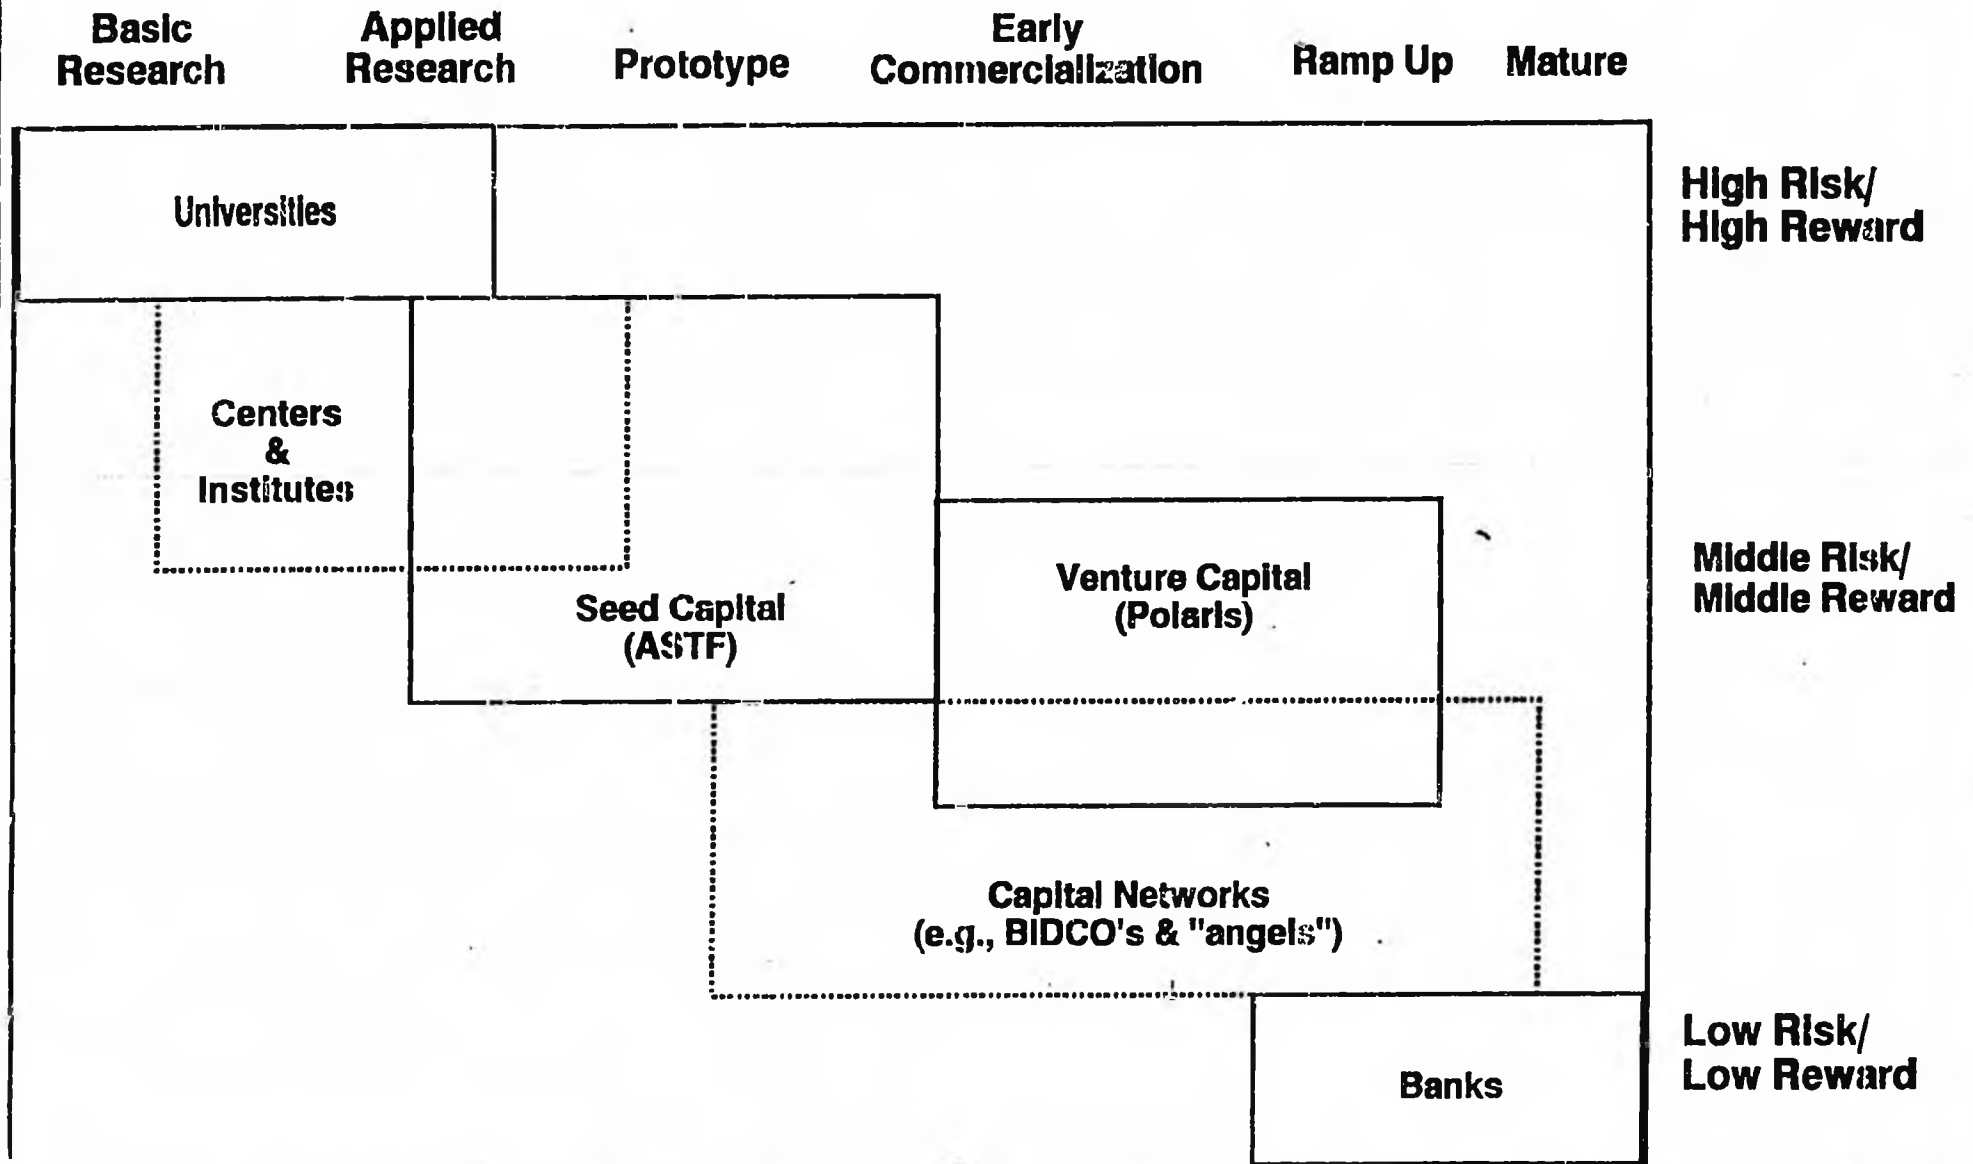 Basic
Research
Applied
Research
Prototype
Early
Commercialization
Ramp Up
Mature
Universities
High Risk/
High Reward
Centers
&
Institutes
Seed Capital
(ASTF)
Venture Capital
(Polaris)
Middle Risk/
Middle Reward
Capital Networks
(e.g., BIDCO's & "angels")
Banks
Low Risk/
Low Reward